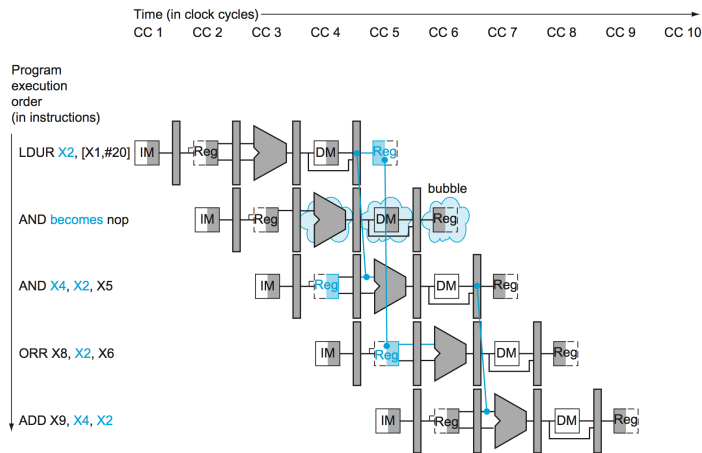 Time (in clock cycles)
CC 1 CC 2 CC 3 CC 4 CC 5 CC 6 CC 7 CC 8 CC 9 CC 10
Program
execution
order
(in instructions)
LDUR X2, [X1,#20] IM Reg DM Reg
bubble
AND becomes nop IM Reg DM Reg
AND X4, X2, X5 IM Reg DM Reg
ORR X8, X2, X6 IM Reg DM Reg
ADD X9, X4, X2 IM Reg DM Reg